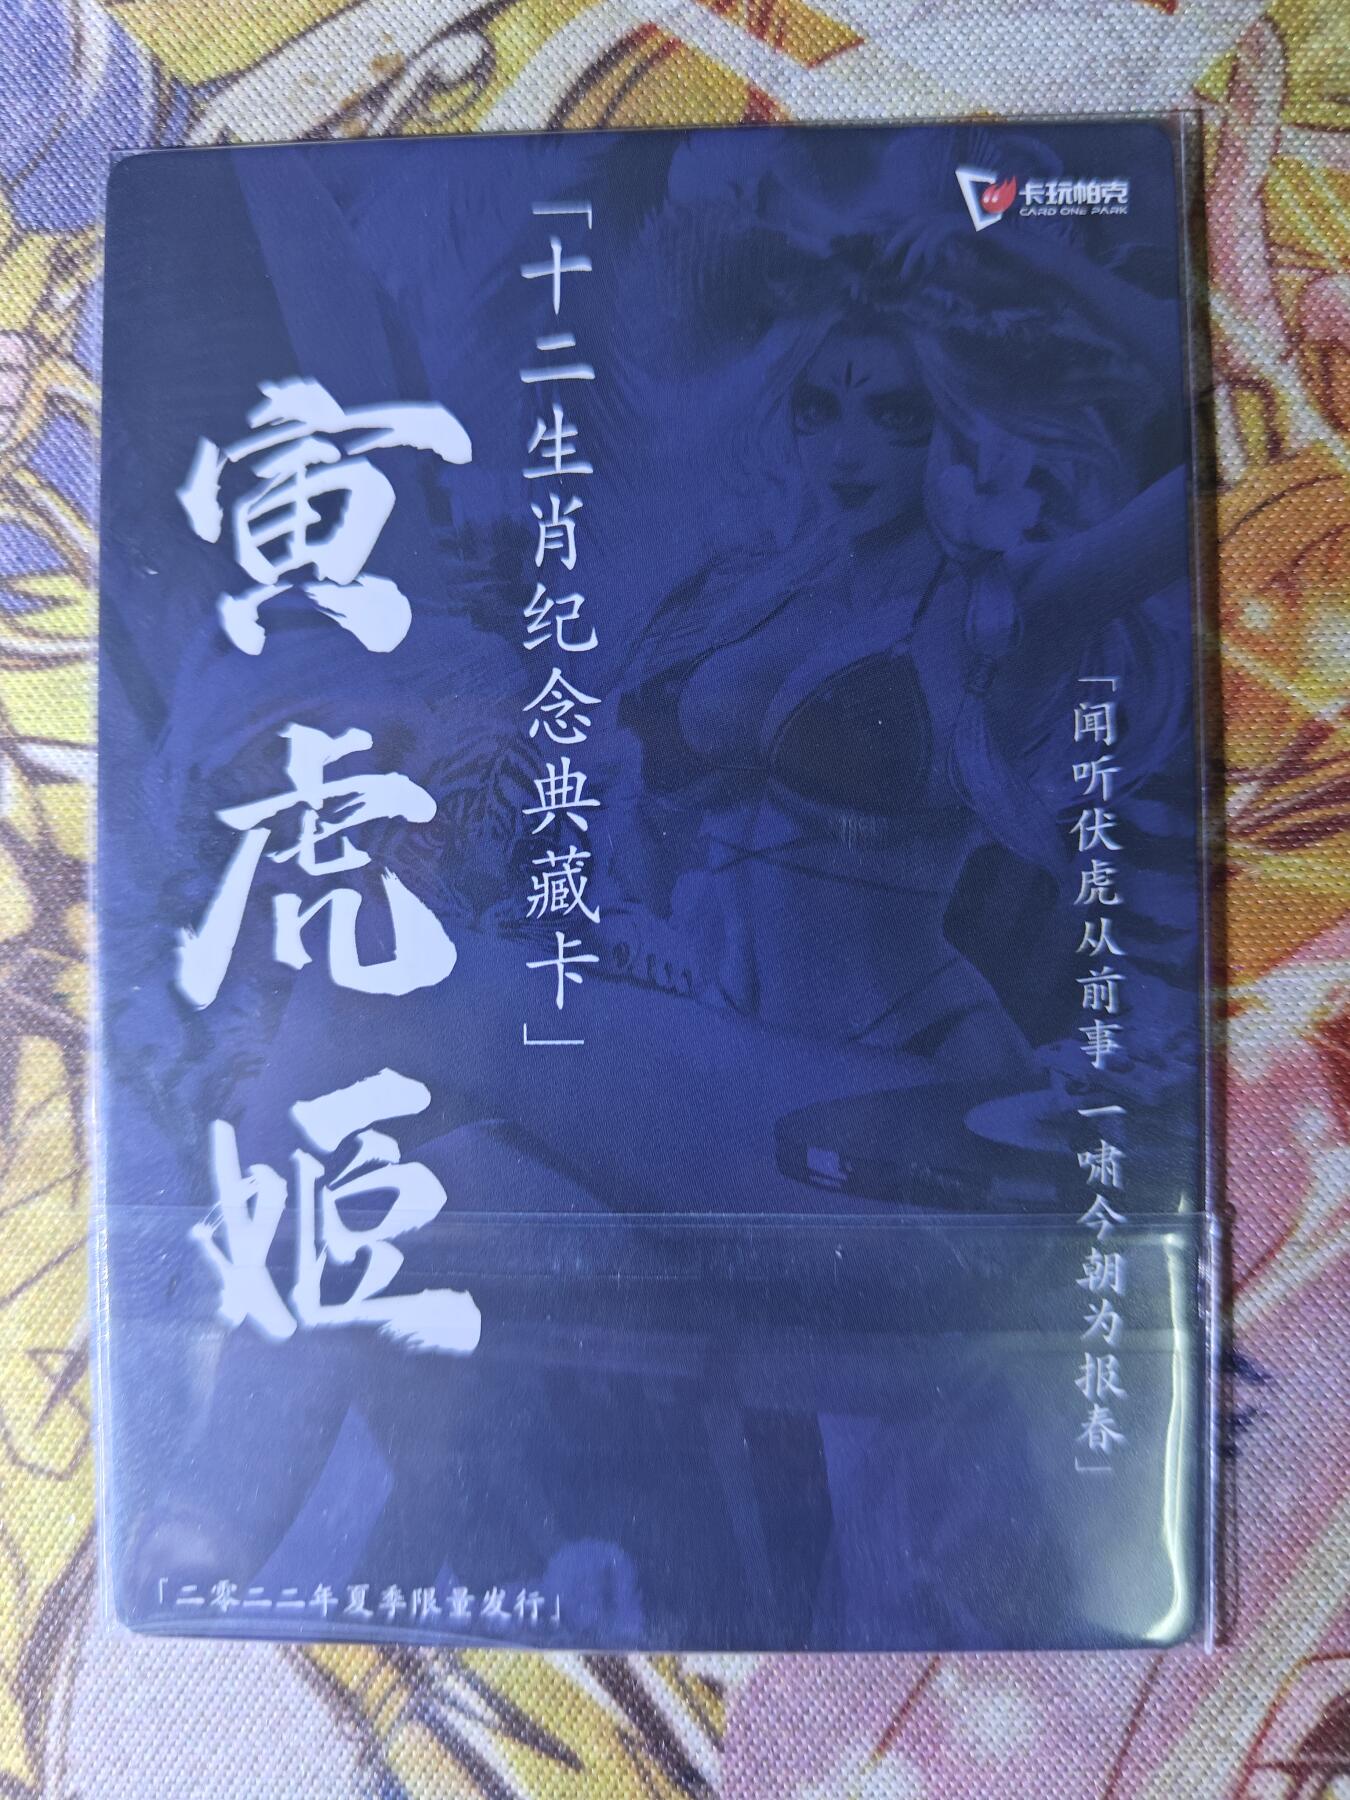 卡玩帕克
CARD ONE PARK
「十二生肖纪念典藏卡」
寅虎姬
「闻听伏虎从前事 一啸今朝为报春」
「二零二二年夏季限量发行」